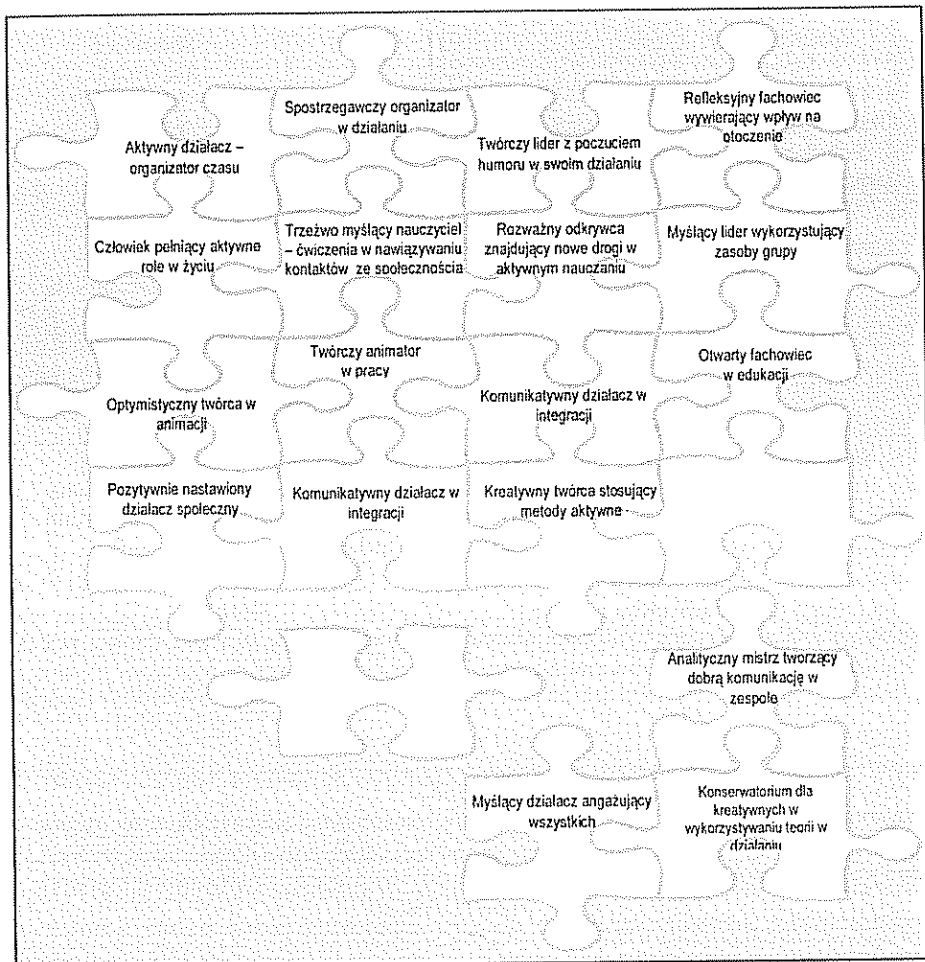 Spostrzegawczy organizator
w działaniu
Refleksyjny fachowiec
wywierający wpływ na
otoczenie
Aktywny działacz –
organizator czasu
Twórczy lider z poczuciem
humoru w swoim działaniu
Człowiek pełniący aktywne
role w życiu
Trzeźwo myślący nauczyciel
– ćwiczenia w nawiązywaniu
kontaktów ze społecznością
Rozważny odkrywca
znajdujący nowe drogi w
aktywnym nauczaniu
Myślący lider wykorzystujący
zasoby grupy
Twórczy animator
w pracy
Otwarty fachowiec
w edukacji
Optymistyczny twórca w
animacji
Komunikatywny działacz w
integracji
Pozytywnie nastawiony
działacz społeczny
Komunikatywny działacz w
integracji
Kreatywny twórca stosujący
metody aktywne
Analityczny mistrz tworzący
dobrą komunikację w
zespole
Myślący działacz angażujący
wszystkich
Konserwatorium dla
kreatywnych w
wykorzystywaniu teorii w
działaniu